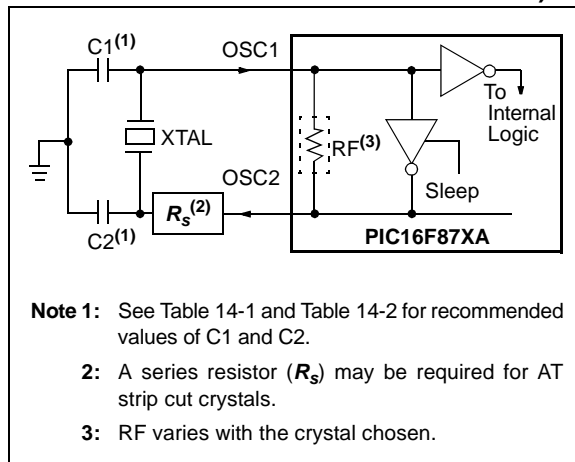 C1(1)
OSC1
To
Internal
Logic
XTAL
RF(3)
OSC2
Sleep
Rs(2)
C2(1)
PIC16F87XA
Note 1: See Table 14-1 and Table 14-2 for recommended
values of C1 and C2.
2: A series resistor (Rs) may be required for AT
strip cut crystals.
3: RF varies with the crystal chosen.